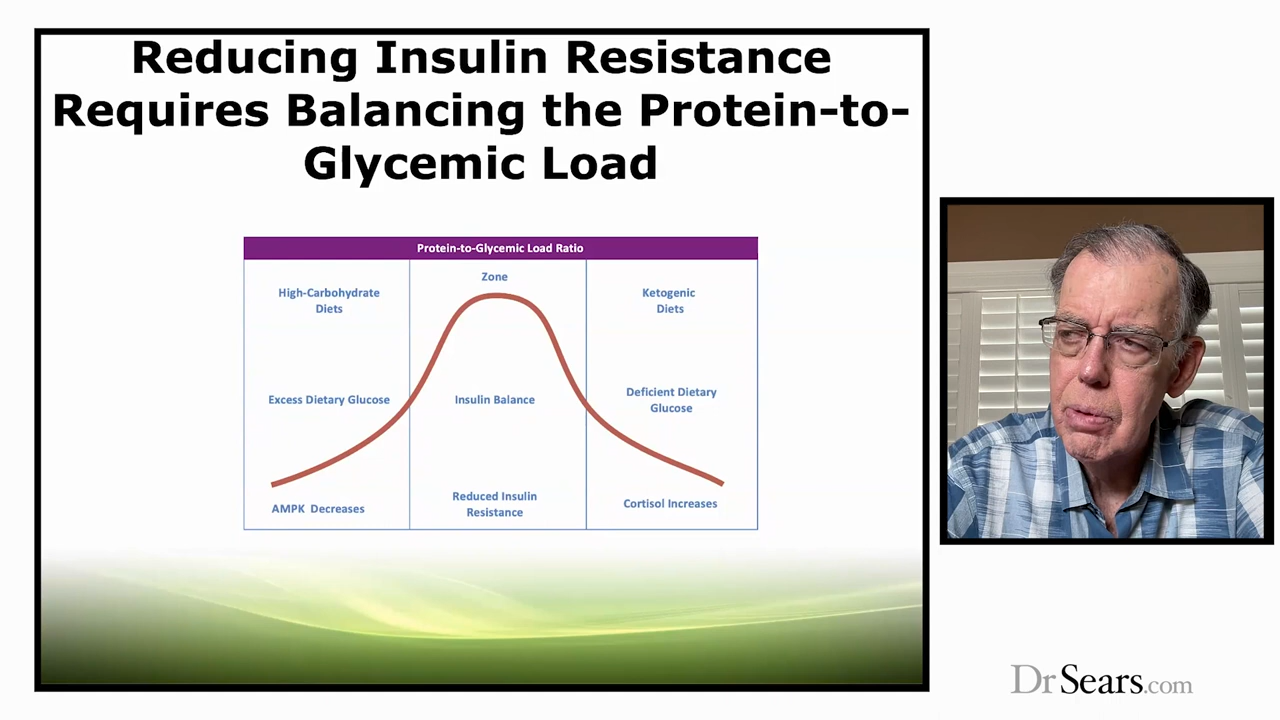 Reducing Insulin Resistance
Requires Balancing the Protein-to-
Glycemic Load
Protein-to-Glycemic Load Ratio
High-Carbohydrate
Diets
Zone
Ketogenic
Diets
Excess Dietary Glucose
Insulin Balance
Deficient Dietary
Glucose
AMPK Decreases
Reduced Insulin
Resistance
Cortisol Increases
DrSears.com